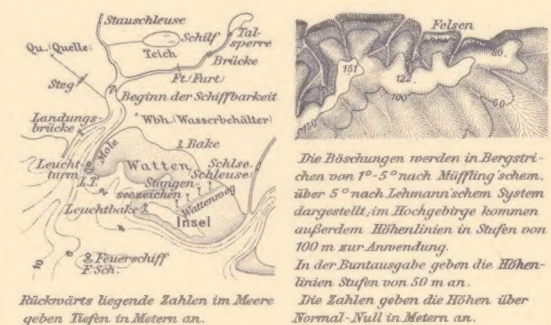 Stauschleuse
Schilf
Tal-
sperre
Qu.(Quelle)
Teich
Brücke
Steg
Ft.(Furt)
Beginn der Schiffbarkeit
Landungs-
brücke
Wbh.(Wasserbehälter)
Mole
Bake
Leucht-
turm
Watten
Schlse.
Schleuse
L.T.
Stangen-
seezeichen
Wattenweg
Leuchtbake
Insel
2
4
6
10
Feuerschiff
F.Sch.
Rückwärts liegende Zahlen im Meere
geben Tiefen in Metern an.
Felsen
151
122
80
100
50
150
Die Böschungen werden in Bergstri-
chen von 1°-5° nach Müffling'schem,
über 5° nach Lehmann'schem System
dargestellt; im Hochgebirge kommen
außerdem Höhenlinien in Stufen von
100 m zur Anwendung.
In der Buntausgabe geben die Höhen-
linien Stufen von 50 m an.
Die Zahlen geben die Höhen über
Normal-Null in Metern an.